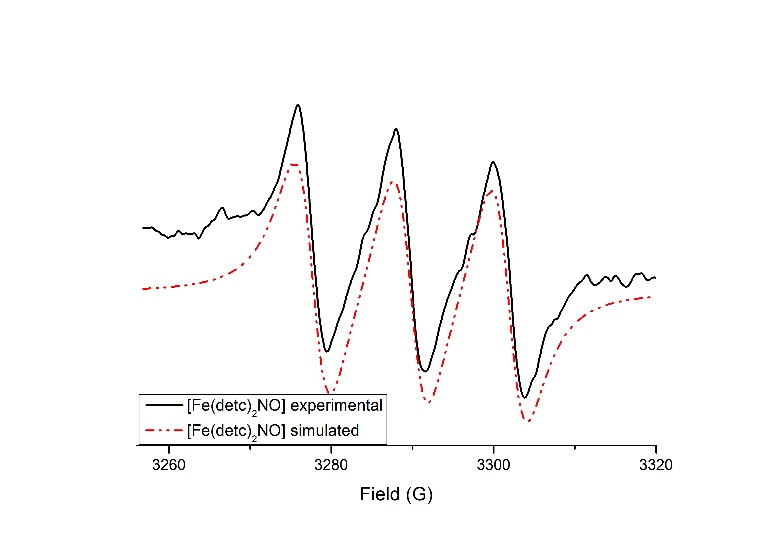 [Fe(detc)₂NO] experimental
[Fe(detc)₂NO] simulated
3260 3280 3300 3320
Field (G)